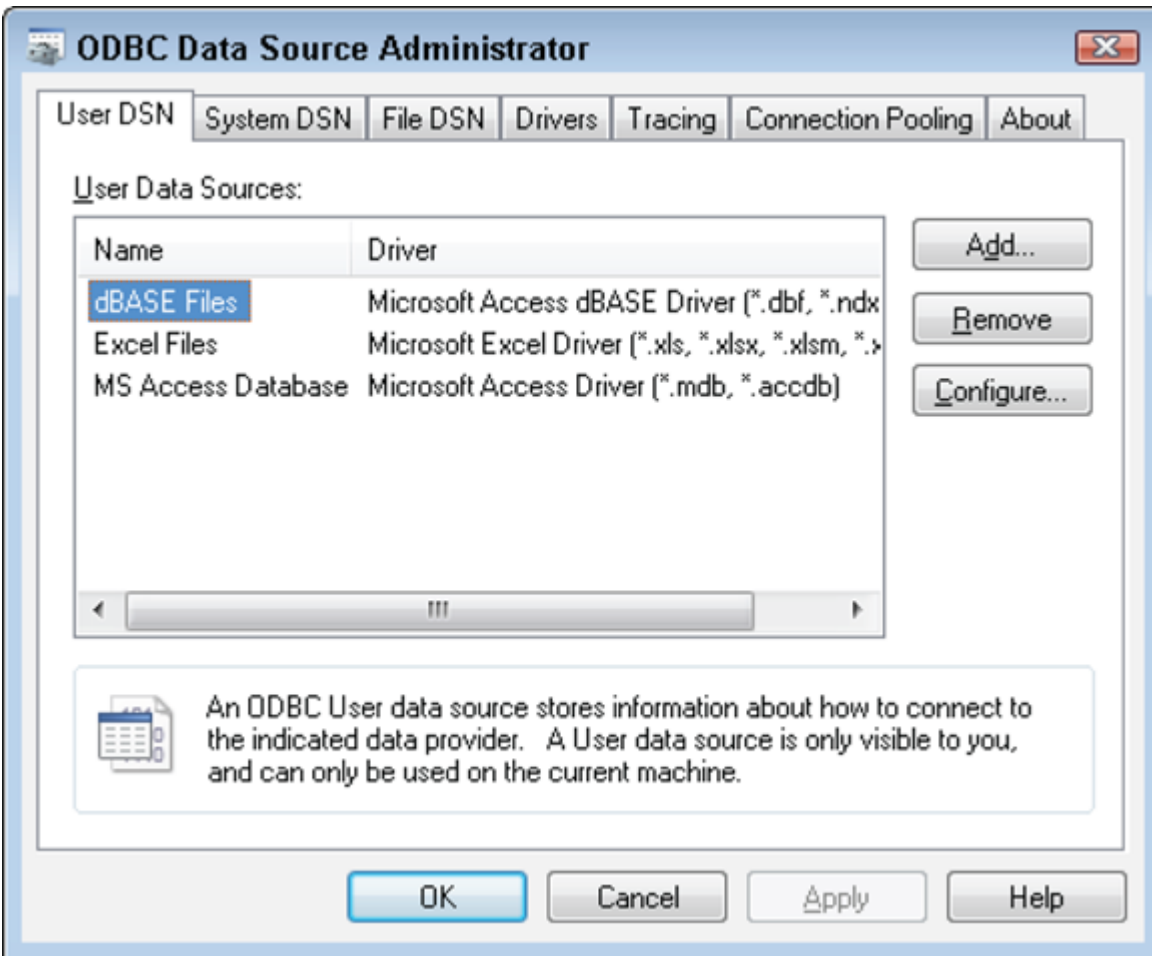 ODBC Data Source Administrator
User DSN System DSN File DSN Drivers Tracing Connection Pooling About
User Data Sources:
Name Driver
dBASE Files Microsoft Access dBASE Driver (*.dbf, *.ndx
Excel Files Microsoft Excel Driver (*.xls, *.xlsx, *.xlsm, *.x
MS Access Database Microsoft Access Driver (*.mdb, *.accdb)
Add...
Remove
Configure...
An ODBC User data source stores information about how to connect to
the indicated data provider. A User data source is only visible to you,
and can only be used on the current machine.
OK Cancel Apply Help